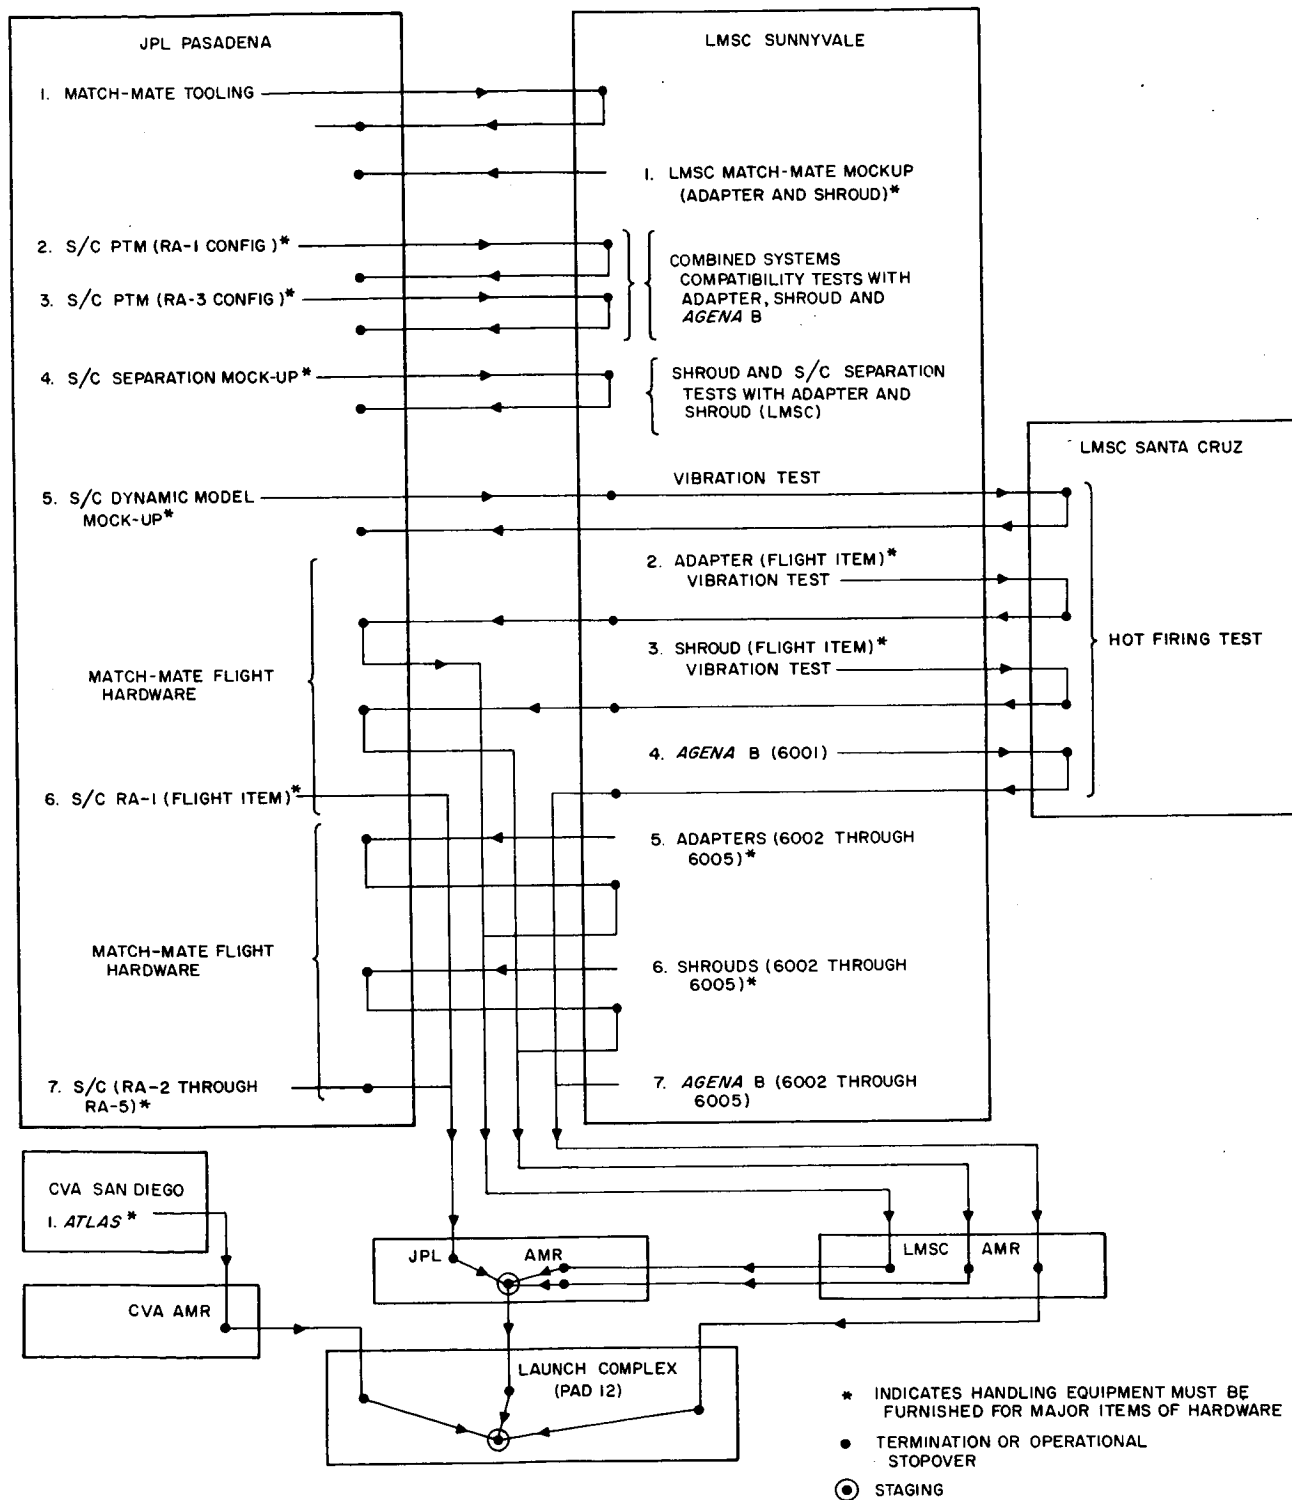 JPL PASADENA
1. MATCH-MATE TOOLING
2. S/C PTM (RA-1 CONFIG)*
3. S/C PTM (RA-3 CONFIG)*
4. S/C SEPARATION MOCK-UP*
5. S/C DYNAMIC MODEL
MOCK-UP*
MATCH-MATE FLIGHT
HARDWARE
6. S/C RA-1 (FLIGHT ITEM)*
MATCH-MATE FLIGHT
HARDWARE
7. S/C (RA-2 THROUGH
RA-5)*
LMSC SUNNYVALE
1. LMSC MATCH-MATE MOCKUP
(ADAPTER AND SHROUD)*
COMBINED SYSTEMS
COMPATIBILITY TESTS WITH
ADAPTER, SHROUD AND
AGENA B
SHROUD AND S/C SEPARATION
TESTS WITH ADAPTER AND
SHROUD (LMSC)
VIBRATION TEST
2. ADAPTER (FLIGHT ITEM)*
VIBRATION TEST
3. SHROUD (FLIGHT ITEM)*
VIBRATION TEST
4. AGENA B (6001)
5. ADAPTERS (6002 THROUGH
6005)*
6. SHROUDS (6002 THROUGH
6005)*
7. AGENA B (6002 THROUGH
6005)
LMSC SANTA CRUZ
HOT FIRING TEST
CVA SAN DIEGO
1. ATLAS*
CVA AMR
JPL AMR
LMSC AMR
LAUNCH COMPLEX
(PAD 12)
* INDICATES HANDLING EQUIPMENT MUST BE
FURNISHED FOR MAJOR ITEMS OF HARDWARE
TERMINATION OR OPERATIONAL
STOPOVER
STAGING